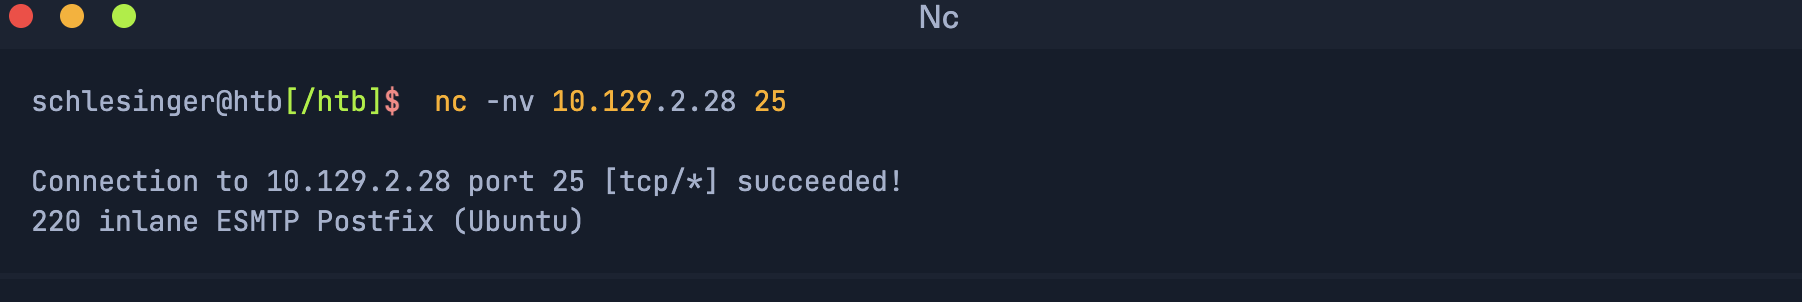 Nc
schlesinger@htb[/htb]$ nc -nv 10.129.2.28 25
Connection to 10.129.2.28 port 25 [tcp/*] succeeded!
220 inlane ESMTP Postfix (Ubuntu)